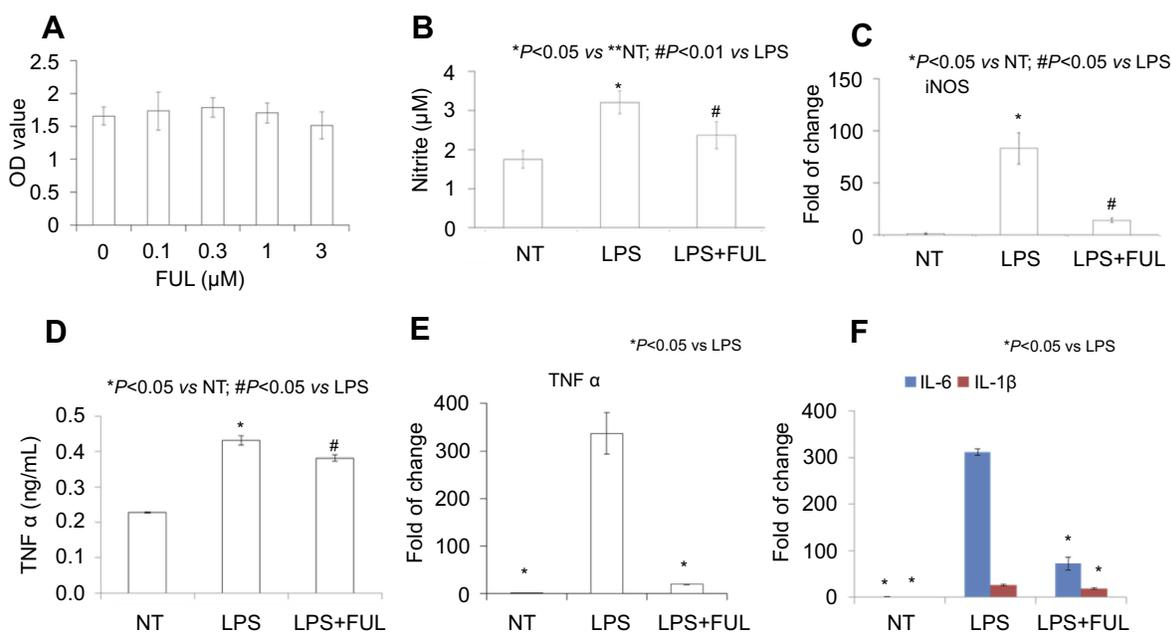 A
2.5
2
1.5
1
0.5
0
OD value
0 0.1 0.3 1 3
FUL (µM)
B
*P<0.05 vs **NT; #P<0.01 vs LPS
4
3
2
1
0
Nitrite (µM)
*
#
NT LPS LPS+FUL
C
*P<0.05 vs NT; #P<0.05 vs LPS
iNOS
150
100
50
0
Fold of change
*
#
NT LPS LPS+FUL
D
*P<0.05 vs NT; #P<0.05 vs LPS
0.5
0.4
0.3
0.2
0.1
0.0
TNF α (ng/mL)
*
#
NT LPS LPS+FUL
E
*P<0.05 vs LPS
TNF α
400
300
200
100
0
Fold of change
*
*
NT LPS LPS+FUL
F
*P<0.05 vs LPS
IL-6 IL-1β
400
300
200
100
0
Fold of change
* *
*
*
NT LPS LPS+FUL